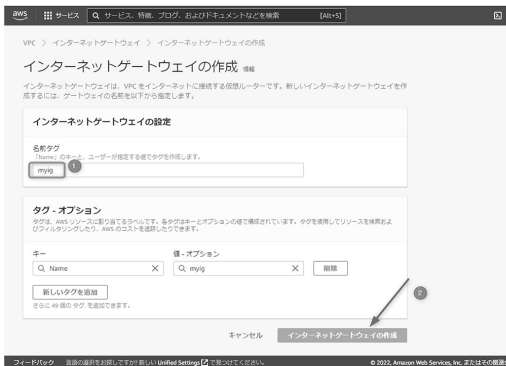 aws
サービス
サービス、特徴、ブログ、およびドキュメントなどを検索
[Alt+S]
VPC > インターネットゲートウェイ > インターネットゲートウェイの作成
インターネットゲートウェイの作成 情報
インターネットゲートウェイは、VPC をインターネットに接続する仮想ルーターです。新しいインターネットゲートウェイを作
成するには、ゲートウェイの名前を以下から指定します。
インターネットゲートウェイの設定
名前タグ
「Name」のキーと、ユーザーが指定する値でタグを作成します。
myig
1
タグ - オプション
タグは、AWS リソースに割り当てるラベルです。各タグはキーとオプションの値で構成されています。タグを使用してリソースを検索およ
びフィルタリングしたり、AWS のコストを追跡したりできます。
キー
値 - オプション
Name
myig
削除
新しいタグを追加
さらに 49 個の タグ を追加できます。
2
キャンセル
インターネットゲートウェイの作成
フィードバック
言語の選択をお探しですか? 新しい Unified Settings で見つけてください。
© 2022, Amazon Web Services, Inc. またはその関連会